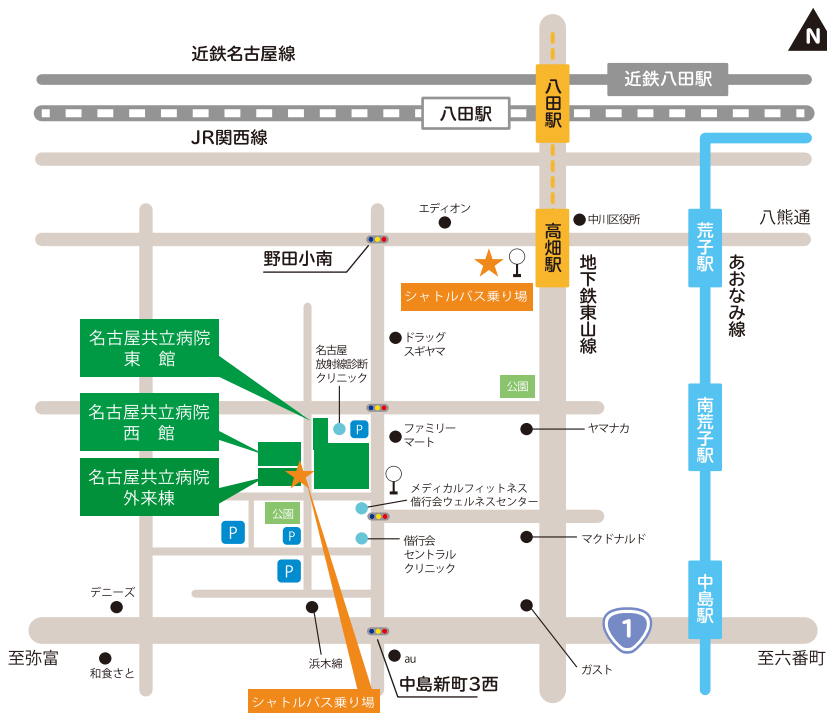 N
近鉄名古屋線
近鉄八田駅
八田駅
八田駅
JR関西線
エディオン
中川区役所
八熊通
野田小南
高畑駅
地下鉄東山線
荒子駅
あおなみ線
シャトルバス乗り場
名古屋共立病院
東 館
名古屋
放射線診断
クリニック
ドラッグ
スギヤマ
公園
名古屋共立病院
西 館
P
ファミリー
マート
ヤマナカ
南荒子駅
名古屋共立病院
外来棟
メディカルフィットネス
偕行会ウェルネスセンター
公園
P
P
偕行会
セントラル
クリニック
マクドナルド
P
中島駅
デニーズ
1
至弥富
和食さと
浜木綿
au
中島新町3西
ガスト
至六番町
シャトルバス乗り場